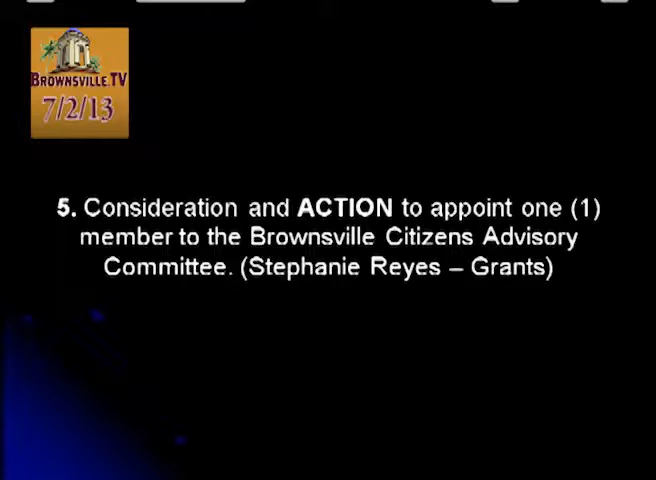 BROWNSVILLE.TV
7/2/13
5. Consideration and ACTION to appoint one (1)
member to the Brownsville Citizens Advisory
Committee. (Stephanie Reyes – Grants)